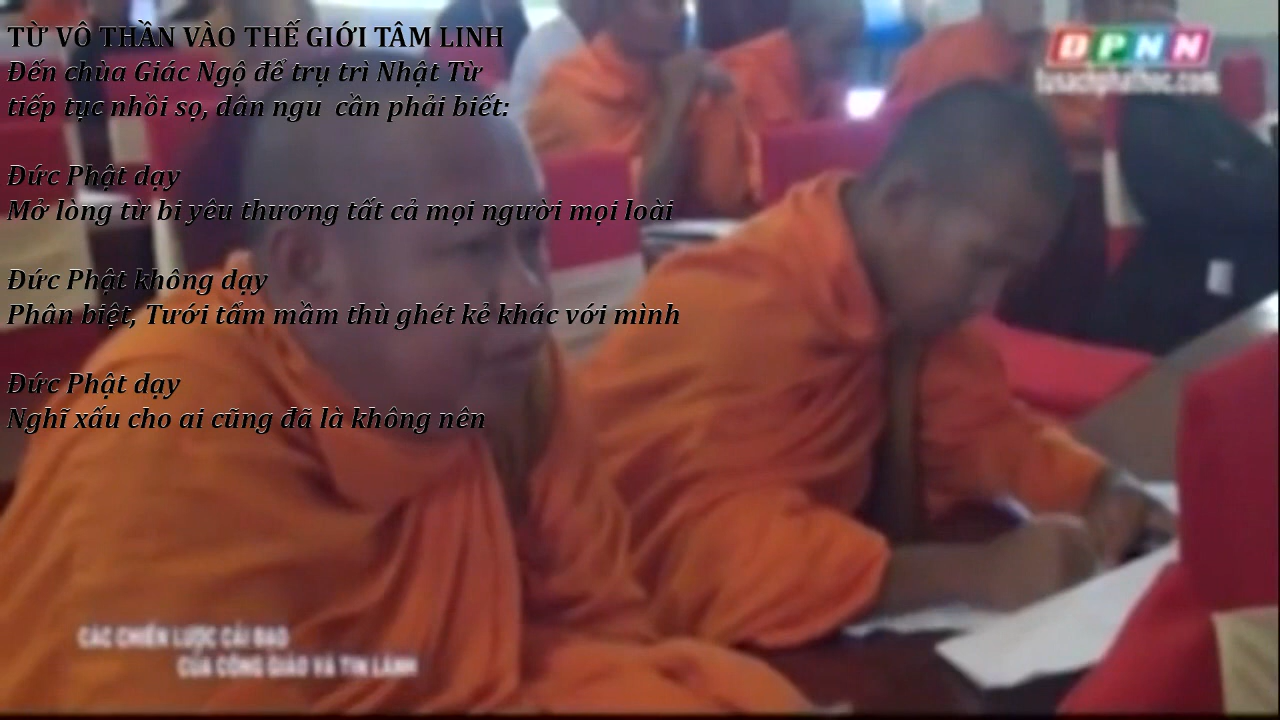 TỪ VÔ THẦN VÀO THẾ GIỚI TÂM LINH
Đến chùa Giác Ngộ để trụ trì Nhật Từ
tiếp tục nhồi sọ, dân ngu cần phải biết:
Đức Phật dạy
Mở lòng từ bi yêu thương tất cả mọi người mọi loài
Đức Phật không dạy
Phân biệt, Tưới tẩm mầm thù ghét kẻ khác với mình
Đức Phật dạy
Nghĩ xấu cho ai cũng đã là không nên
ĐPNN
tusachphathoc.com
CÁC CHIẾN LƯỢC CẢI ĐẠO
CỦA CÔNG GIÁO VÀ TIN LÀNH